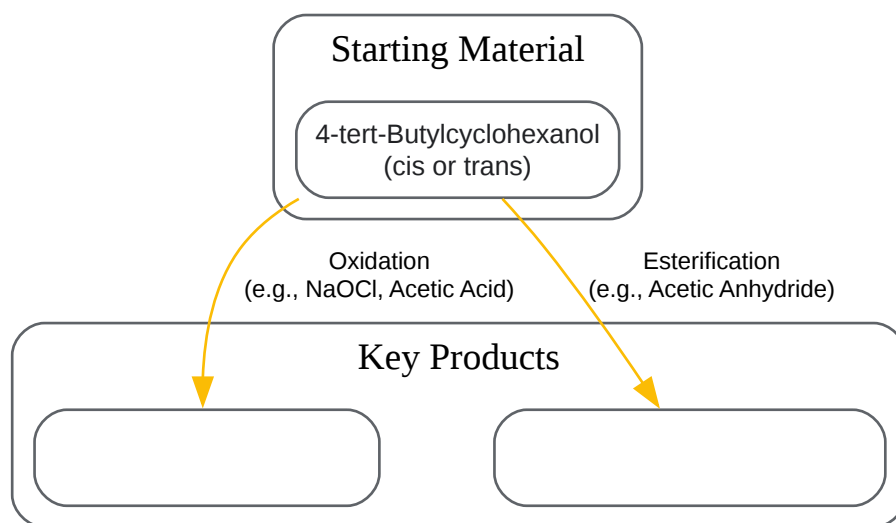 Starting Material
4-tert-Butylcyclohexanol
(cis or trans)
Oxidation
(e.g., NaOCl, Acetic Acid)
Esterification
(e.g., Acetic Anhydride)
Key Products